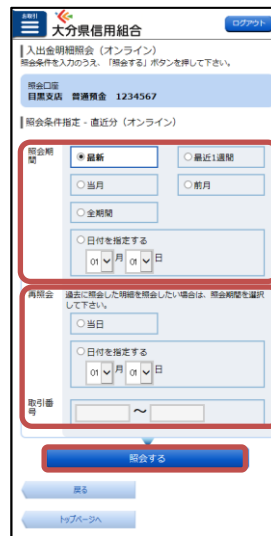 お取引
大分県信用組合
ログアウト
入出金明細照会（オンライン）
照会条件を入力のうえ、「照会する」ボタンを押して下さい。
照会口座
目黒支店 普通預金 1234567
照会条件指定 - 直近分（オンライン）
照会期間
最新
最近1週間
当月
前月
全期間
日付を指定する
01 月 01 日
再照会
過去に照会した明細を照会したい場合は、照会期間を選択して下さい。
当日
日付を指定する
01 月 01 日
取引番号
～
照会する
戻る
トップページへ